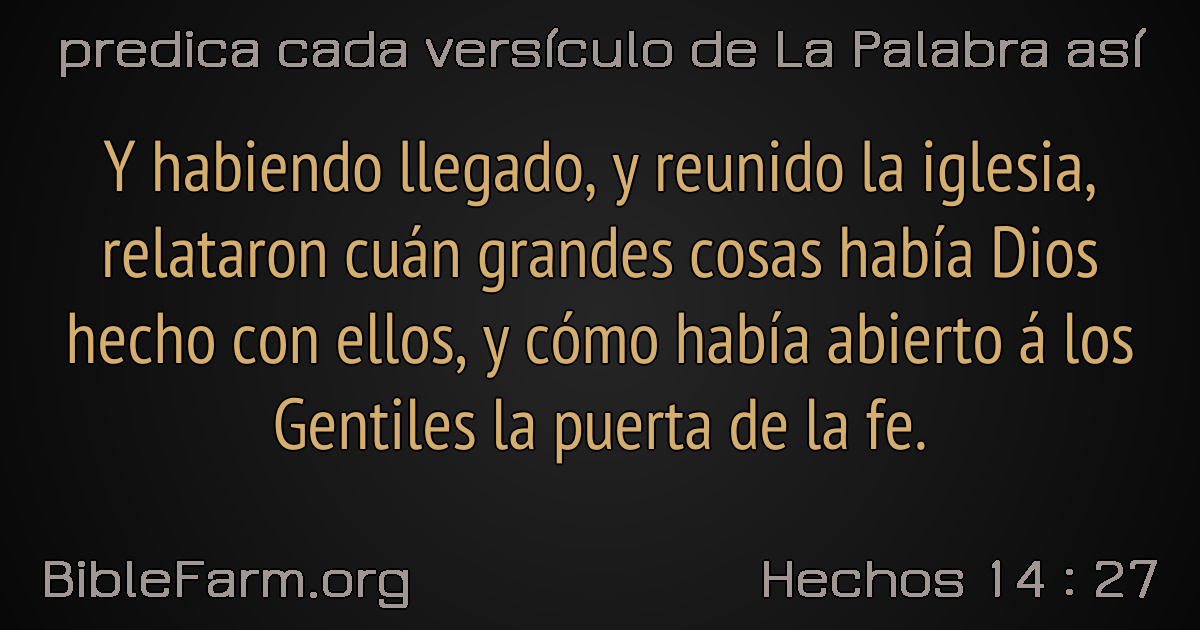 predica cada versículo de La Palabra así
Y habiendo llegado, y reunido la iglesia,
relataron cuán grandes cosas había Dios
hecho con ellos, y cómo había abierto á los
Gentiles la puerta de la fe.
BibleFarm.org
Hechos 14 : 27